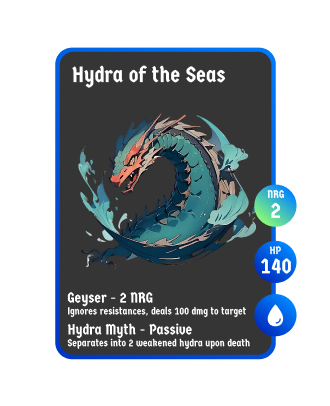 Hydra of the Seas
NRG
2
HP
140
Geyser - 2 NRG
Ignores resistances, deals 100 dmg to target
Hydra Myth - Passive
Separates into 2 weakened hydra upon death